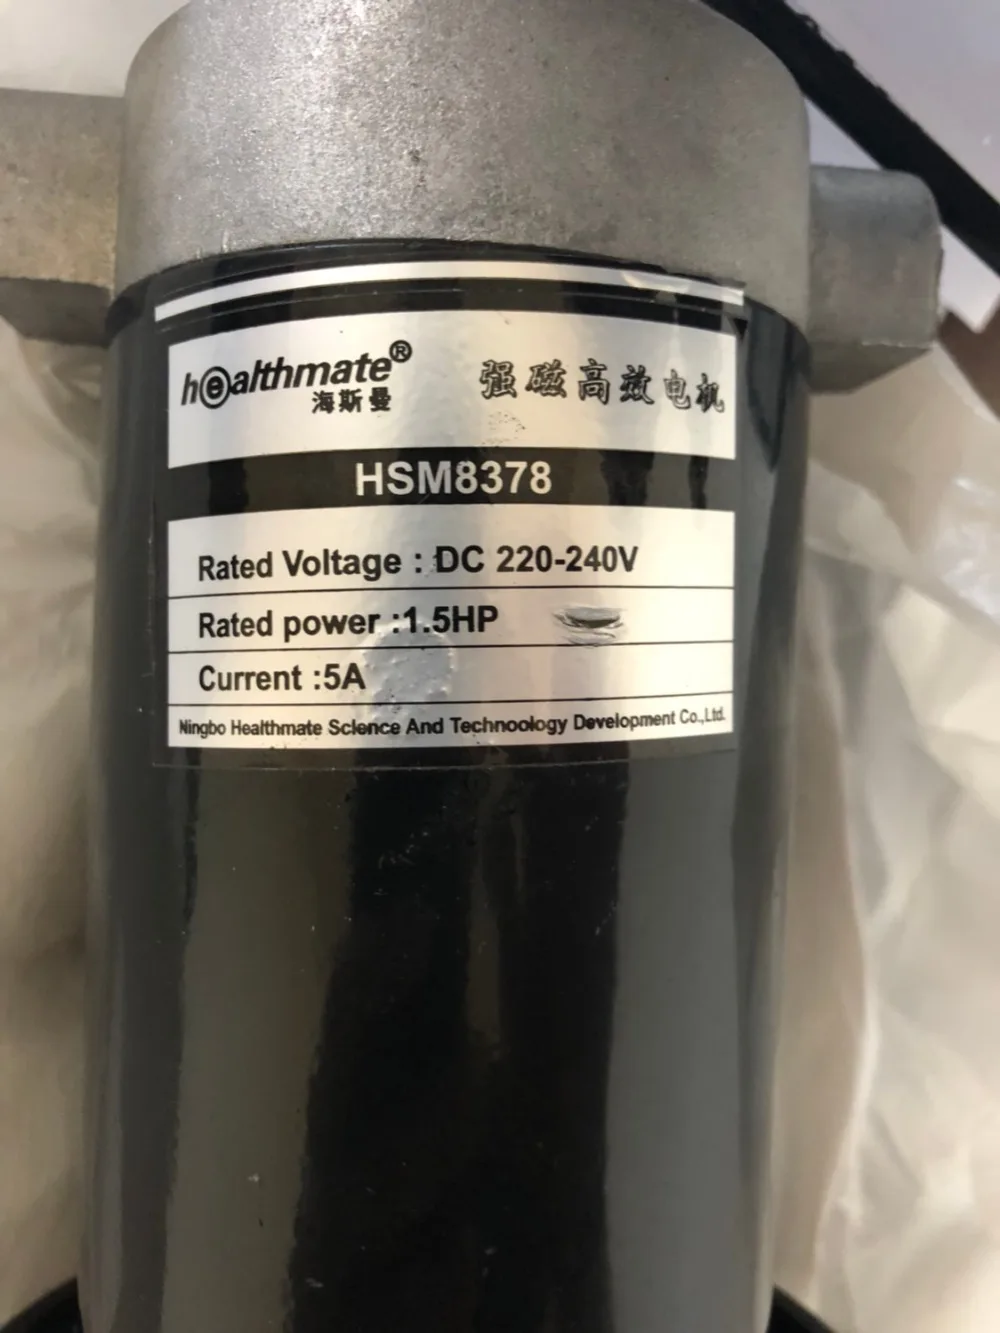 healthmate® 强磁高效电机
海斯曼
HSM8378
Rated Voltage : DC 220-240V
Rated power :1.5HP
Current :5A
Ningbo Healthmate Science And Technoology Development Co.,Ltd.